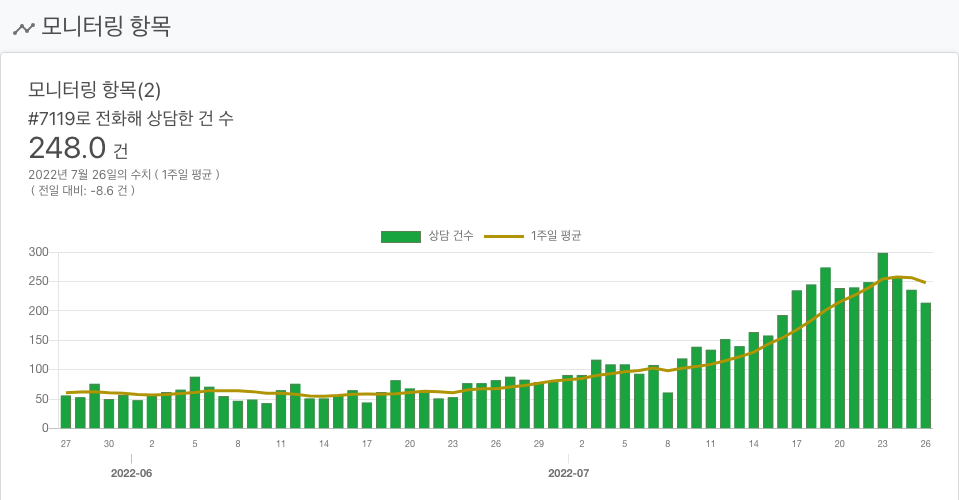 모니터링 항목
모니터링 항목(2)
#7119로 전화해 상담한 건 수
248.0 건
2022년 7월 26일의 수치 ( 1주일 평균 )
( 전일 대비: -8.6 건 )
상담 건수 1주일 평균
300
250
200
150
100
50
0
27 30 2 5 8 11 14 17 20 23 26 29 2 5 8 11 14 17 20 23 26
2022-06 2022-07